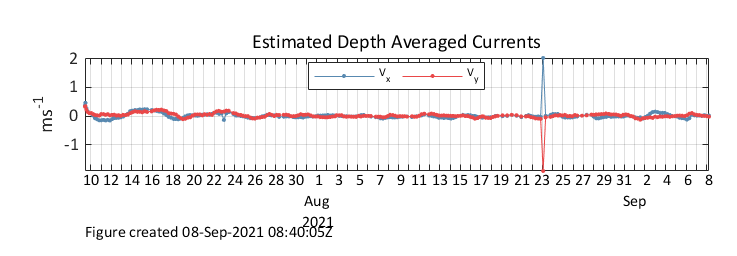 Estimated Depth Averaged Currents
Vx Vy
ms-1
2
1
0
-1
10 12 14 16 18 20 22 24 26 28 30 1 3 5 7 9 11 13 15 17 19 21 23 25 27 29 31 2 4 6 8
Aug Sep
2021
Figure created 08-Sep-2021 08:40:05Z